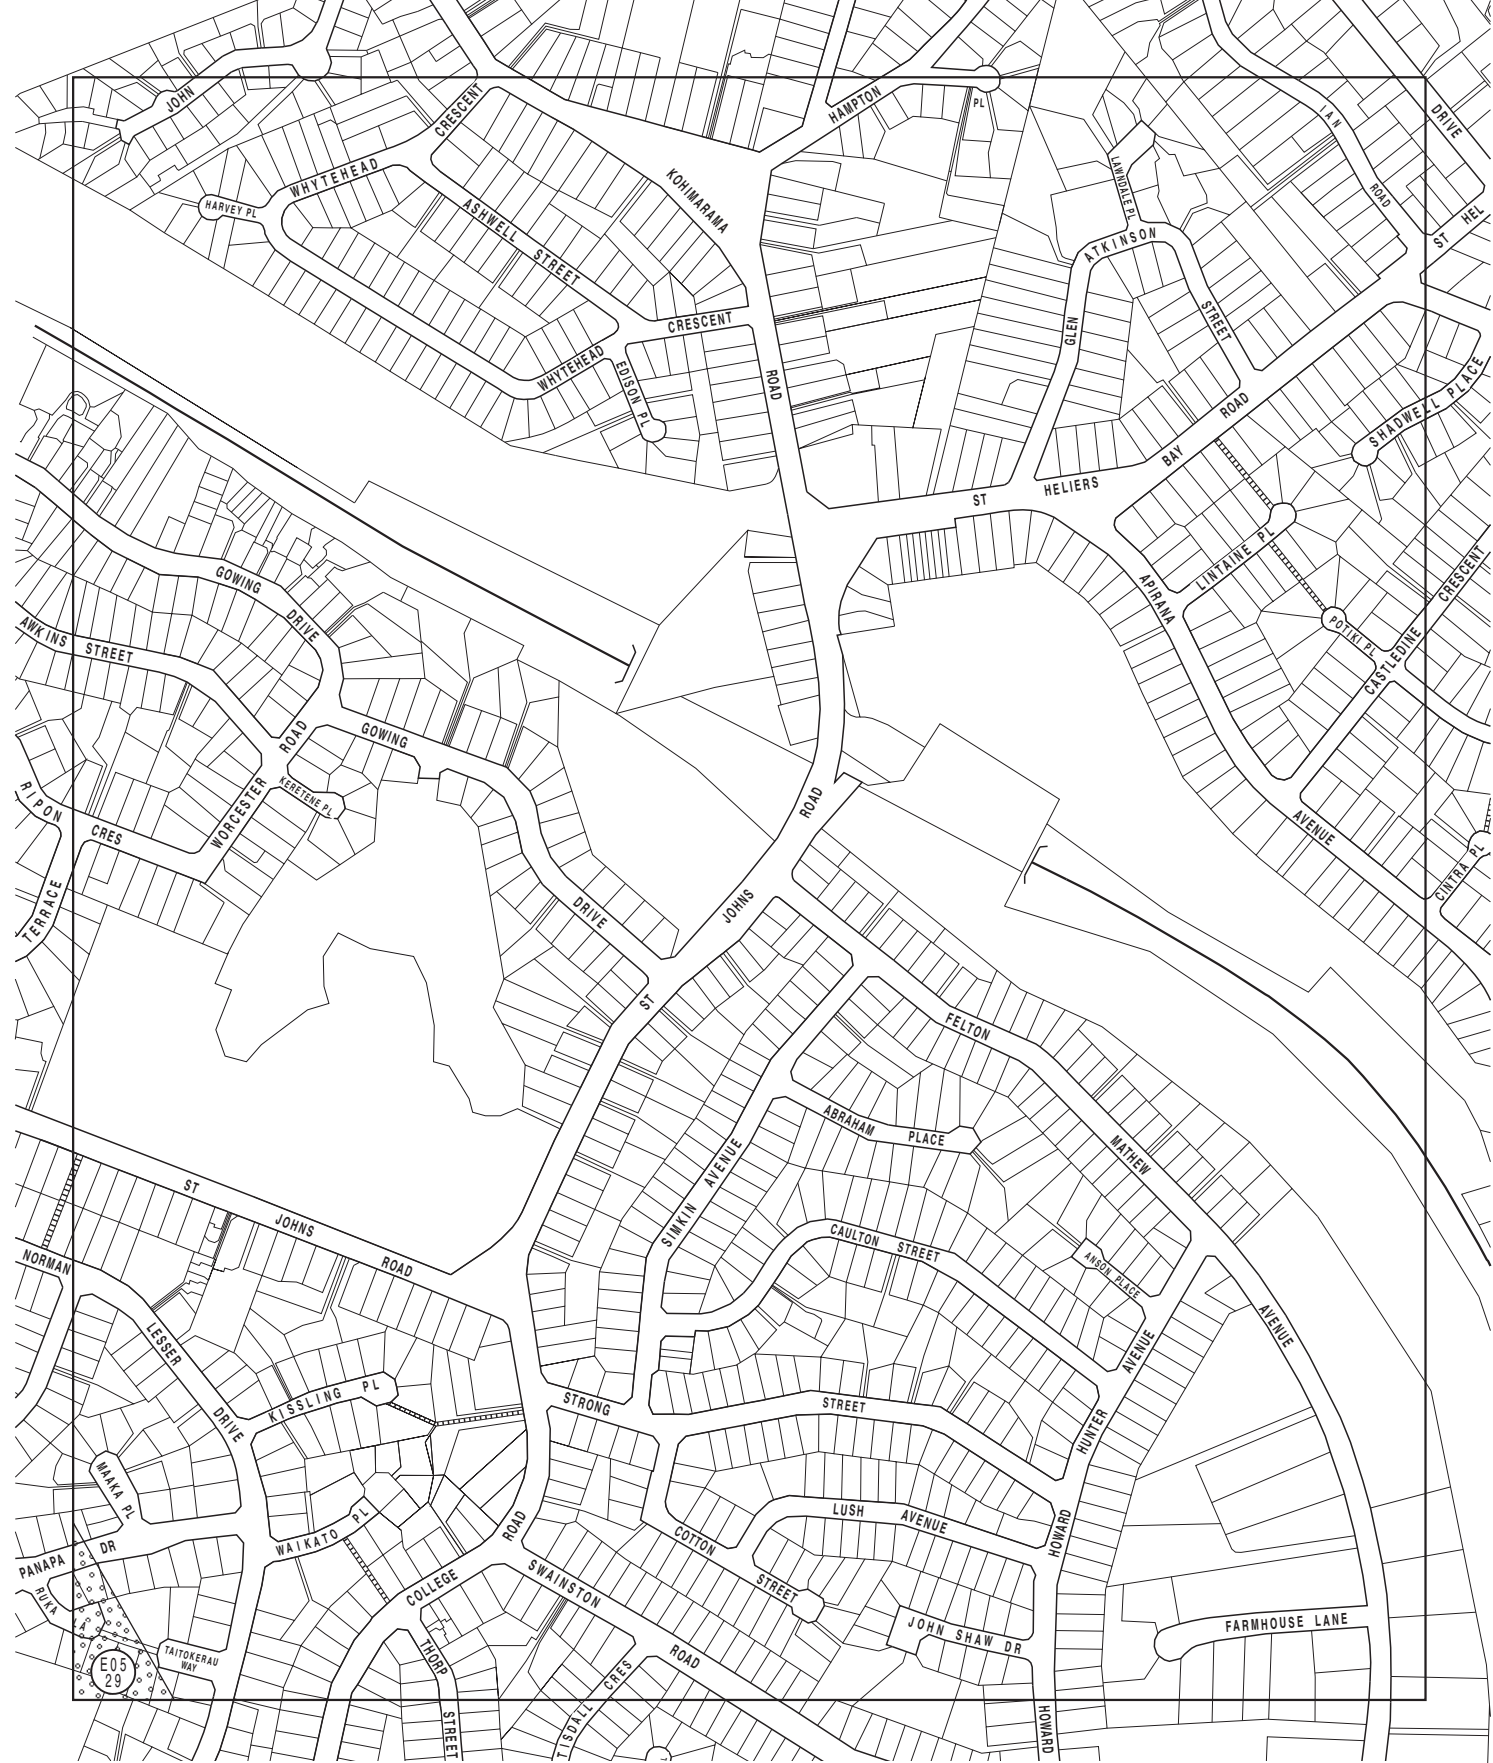 JOHN
CRESCENT
HAMPTON
PL
IAN
ROAD
DRIVE
ST HEL
WHYTEHEAD
HARVEY PL
ASHWELL STREET
KOHIMARAMA
ROAD
LAWNDALE PL
ATKINSON
STREET
GLEN
CRESCENT
WHYTEHEAD
EDISON PL
SHADWELL PLACE
ST HELIERS BAY ROAD
LINTAINE PL
APIRANA
AVENUE
POTIKI PL
CASTLEDINE
CRESCENT
CINTRA PL
GOWING
DRIVE
AWKINS STREET
ROAD
WORCESTER
GOWING
KERETENE PL
RIPON
CRES
TERRACE
DRIVE
ROAD
JOHNS
ST
FELTON
MATHEW
AVENUE
ABRAHAM PLACE
SIMKIN AVENUE
CAULTON STREET
ANSON PLACE
HUNTER
AVENUE
ST
JOHNS
ROAD
NORMAN
LESSER
DRIVE
KISSLING PL
STRONG
STREET
MAAKA PL
PANAPA DR
RUKA
LA
WAIKATO PL
ROAD
COLLEGE
COTTON
STREET
LUSH AVENUE
HOWARD
SWAINSTON
ROAD
JOHN SHAW DR
FARMHOUSE LANE
TAITOKERAU
WAY
E05
29
THORP
STREET
TISDALL CRES
HOWARD